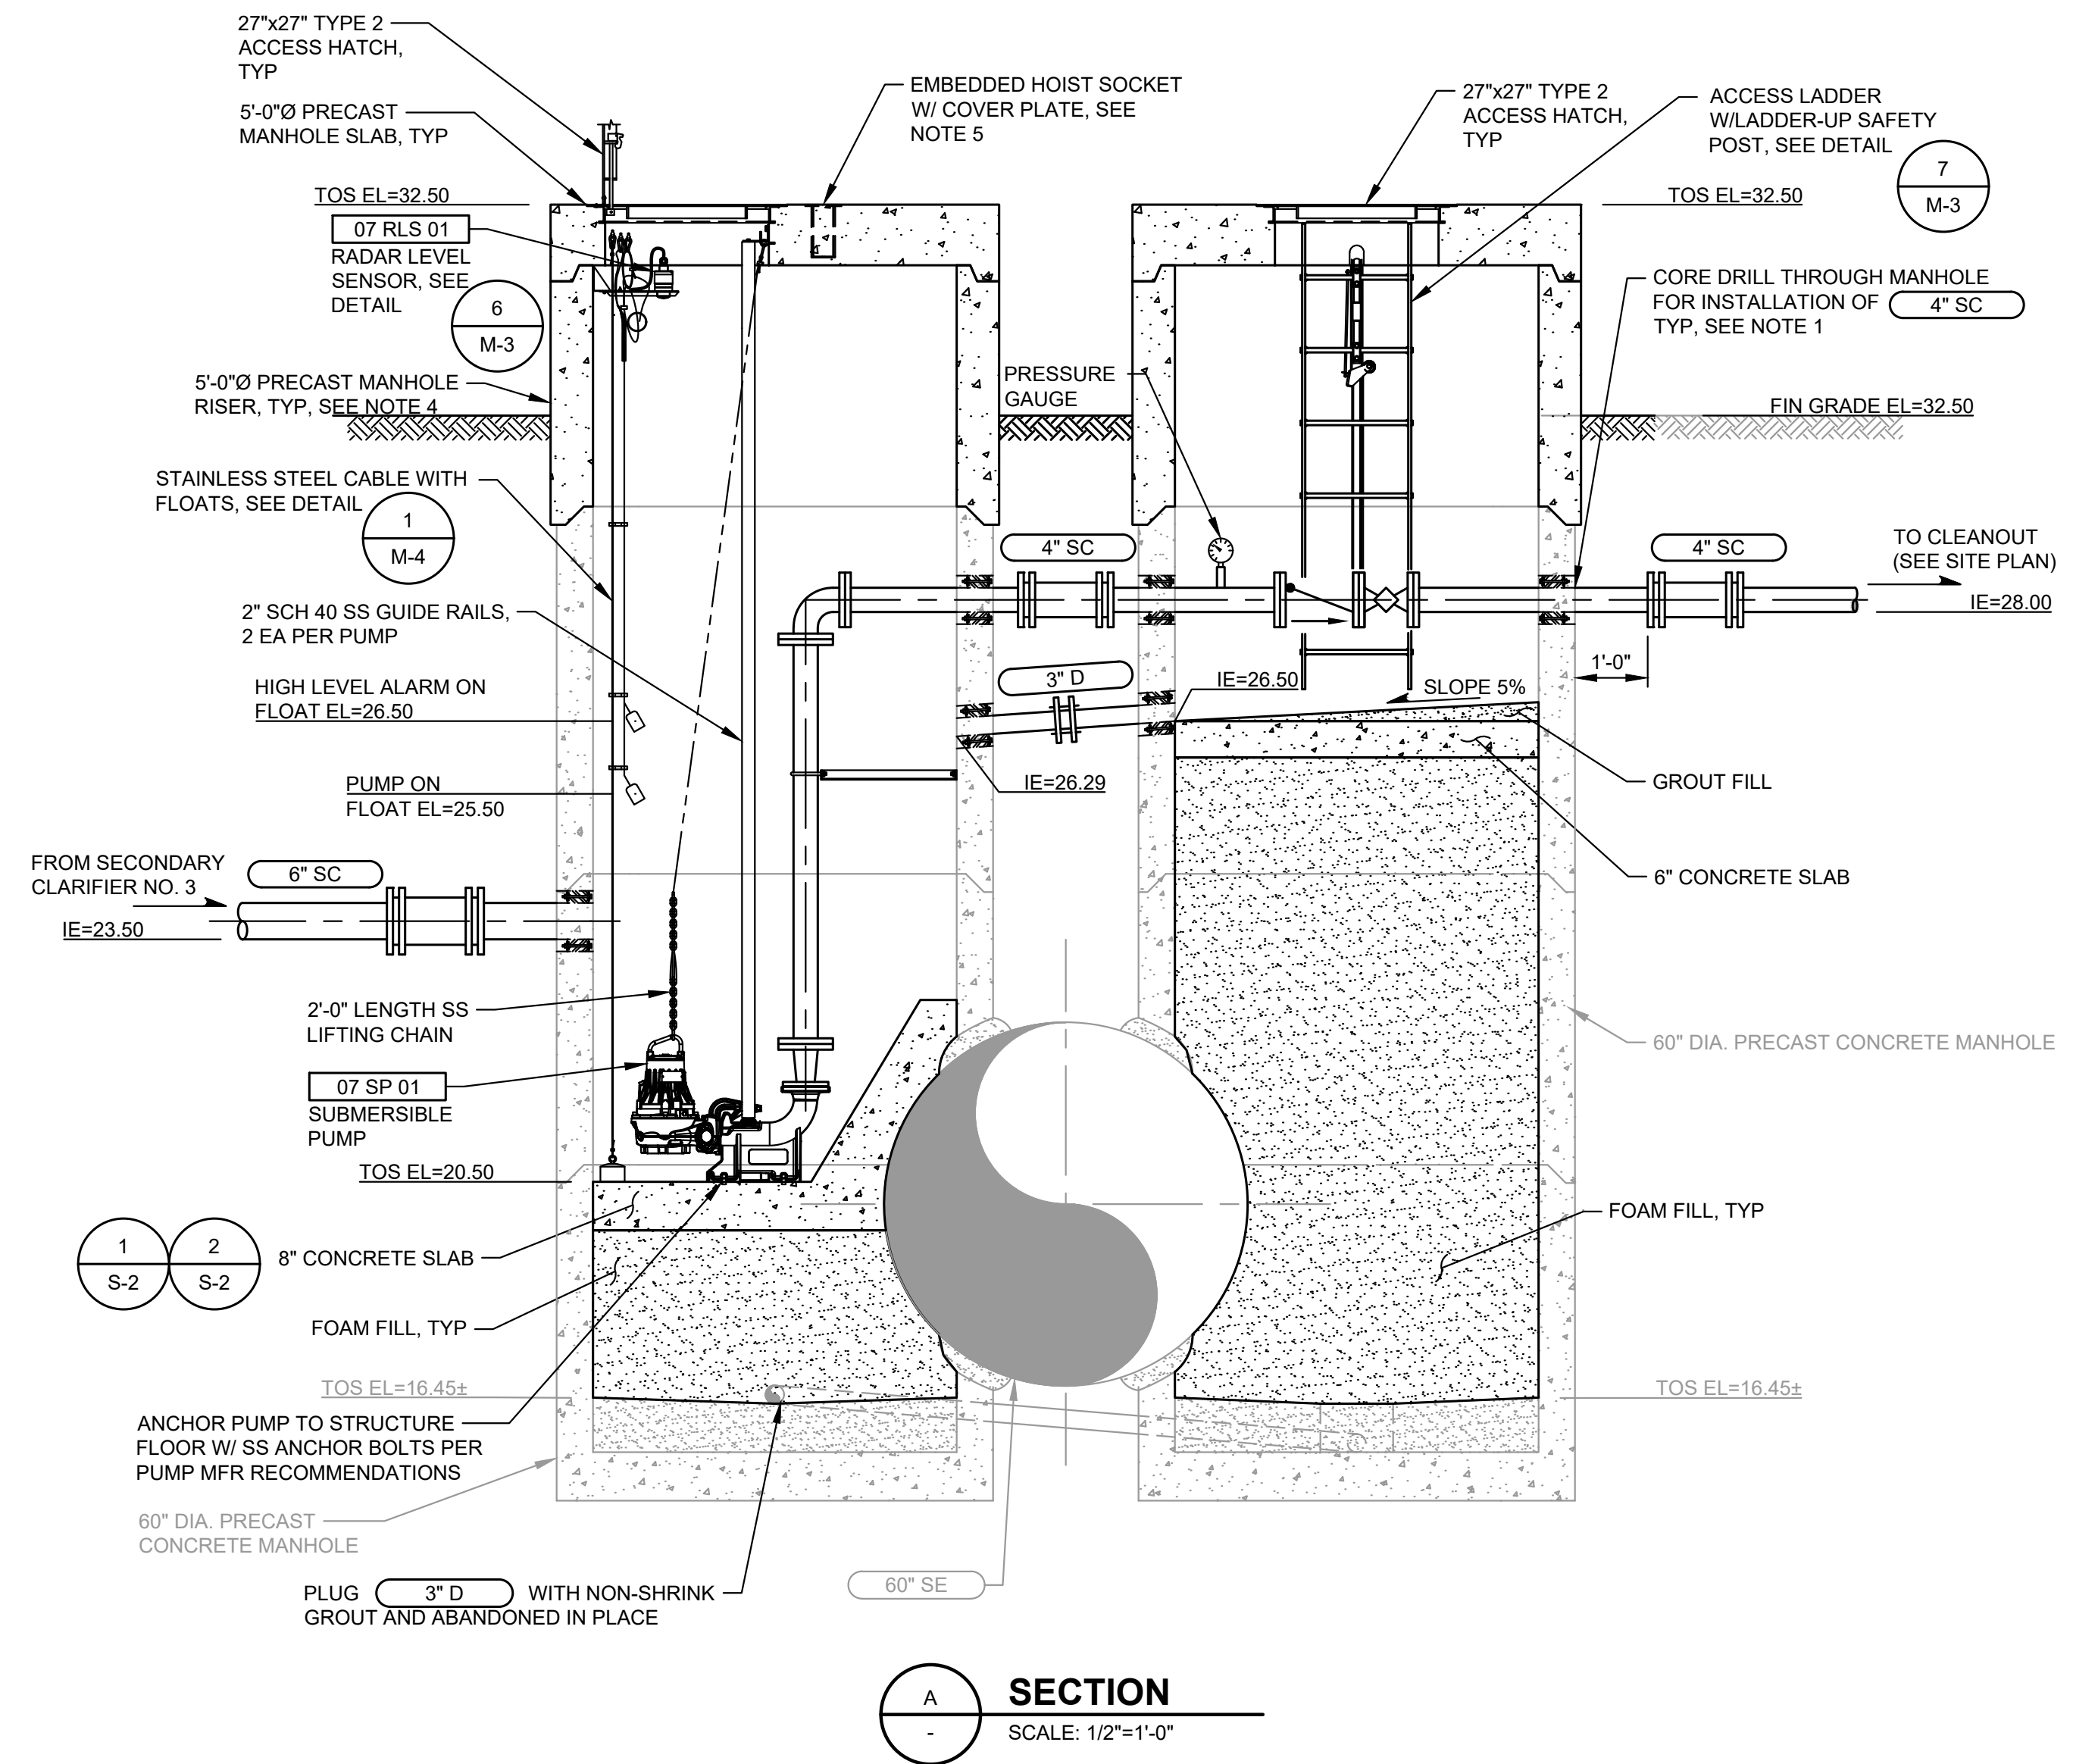 27"x27" TYPE 2
ACCESS HATCH,
TYP
5'-0"Ø PRECAST
MANHOLE SLAB, TYP
TOS EL=32.50
07 RLS 01
RADAR LEVEL
SENSOR, SEE
DETAIL
6
M-3
5'-0"Ø PRECAST MANHOLE
RISER, TYP, SEE NOTE 4
STAINLESS STEEL CABLE WITH
FLOATS, SEE DETAIL
1
M-4
2" SCH 40 SS GUIDE RAILS,
2 EA PER PUMP
HIGH LEVEL ALARM ON
FLOAT EL=26.50
PUMP ON
FLOAT EL=25.50
FROM SECONDARY
CLARIFIER NO. 3
6" SC
IE=23.50
2'-0" LENGTH SS
LIFTING CHAIN
07 SP 01
SUBMERSIBLE
PUMP
TOS EL=20.50
1
S-2
2
S-2
8" CONCRETE SLAB
FOAM FILL, TYP
TOS EL=16.45±
ANCHOR PUMP TO STRUCTURE
FLOOR W/ SS ANCHOR BOLTS PER
PUMP MFR RECOMMENDATIONS
60" DIA. PRECAST
CONCRETE MANHOLE
PLUG 3" D WITH NON-SHRINK
GROUT AND ABANDONED IN PLACE
EMBEDDED HOIST SOCKET
W/ COVER PLATE, SEE
NOTE 5
PRESSURE
GAUGE
4" SC
3" D
IE=26.50
IE=26.29
SLOPE 5%
60" SE
27"x27" TYPE 2
ACCESS HATCH,
TYP
ACCESS LADDER
W/LADDER-UP SAFETY
POST, SEE DETAIL
7
M-3
TOS EL=32.50
CORE DRILL THROUGH MANHOLE
FOR INSTALLATION OF 4" SC
TYP, SEE NOTE 1
FIN GRADE EL=32.50
4" SC
TO CLEANOUT
(SEE SITE PLAN)
IE=28.00
1'-0"
GROUT FILL
6" CONCRETE SLAB
60" DIA. PRECAST CONCRETE MANHOLE
FOAM FILL, TYP
TOS EL=16.45±
A
-
SECTION
SCALE: 1/2"=1'-0"